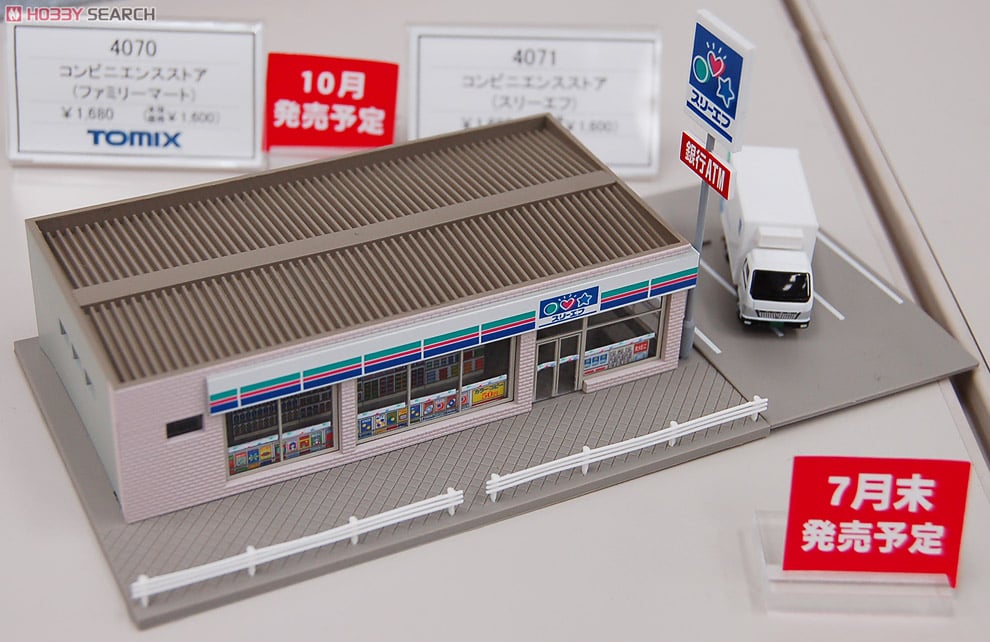 HOBBY SEARCH
4070
コンビニエンスストア
(ファミリーマート)
¥1,680
¥1,600)
TOMIX
10月
発売予定
4071
コンビニエンスストア
(スリーエフ)
¥1,600)
スリーエフ
銀行ATM
スリーエフ
7月末
発売予定